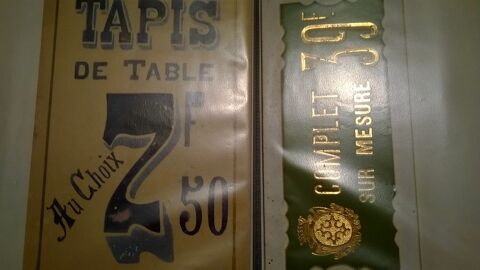 TAPIS
DE TABLE
Au Choix
7F
50
COMPLET 39F
SUR MESURE